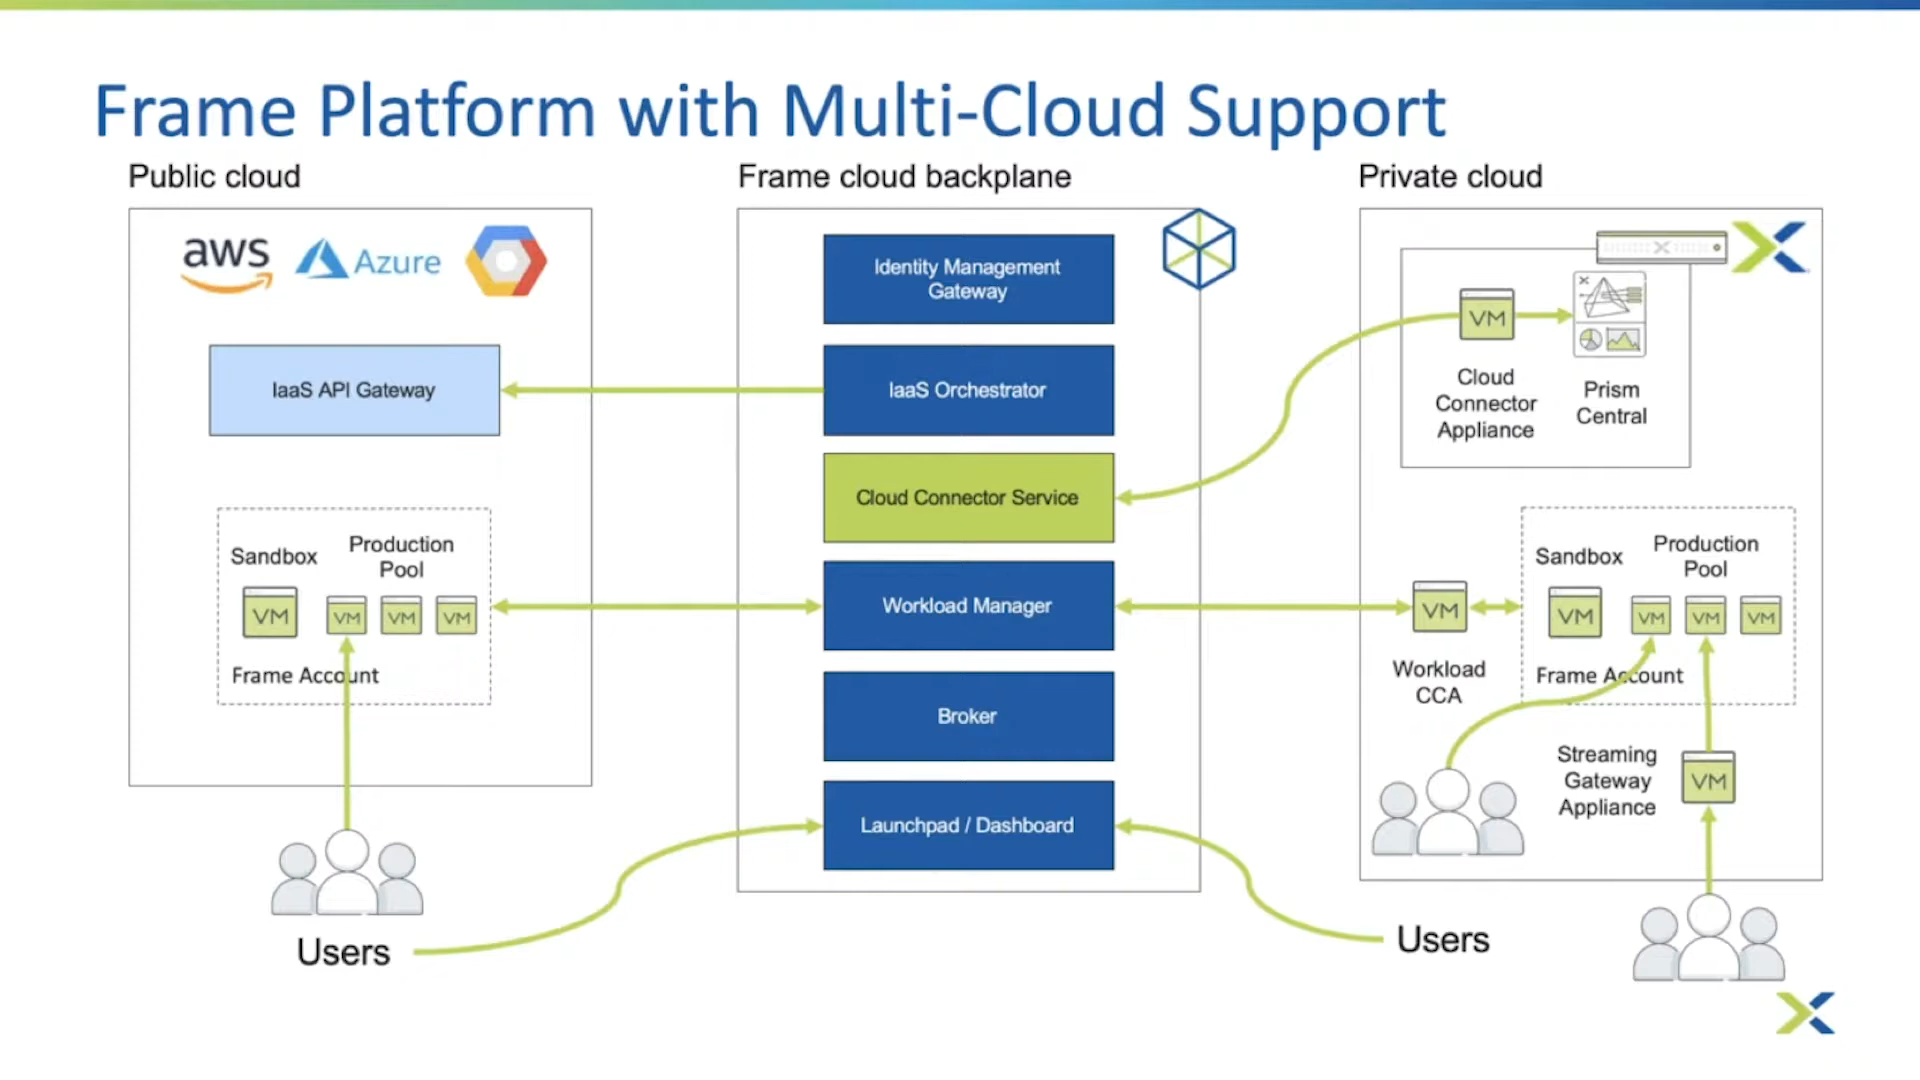 Frame Platform with Multi-Cloud Support
Public cloud
Frame cloud backplane
Private cloud
aws
Azure
IaaS API Gateway
Sandbox
Production
Pool
VM
VM
VM
VM
Frame Account
Users
Identity Management
Gateway
IaaS Orchestrator
Cloud Connector Service
Workload Manager
Broker
Launchpad / Dashboard
VM
Cloud
Connector
Appliance
Prism
Central
VM
Workload
CCA
Sandbox
Production
Pool
VM
VM
VM
VM
Frame Account
Streaming
Gateway
Appliance
VM
Users